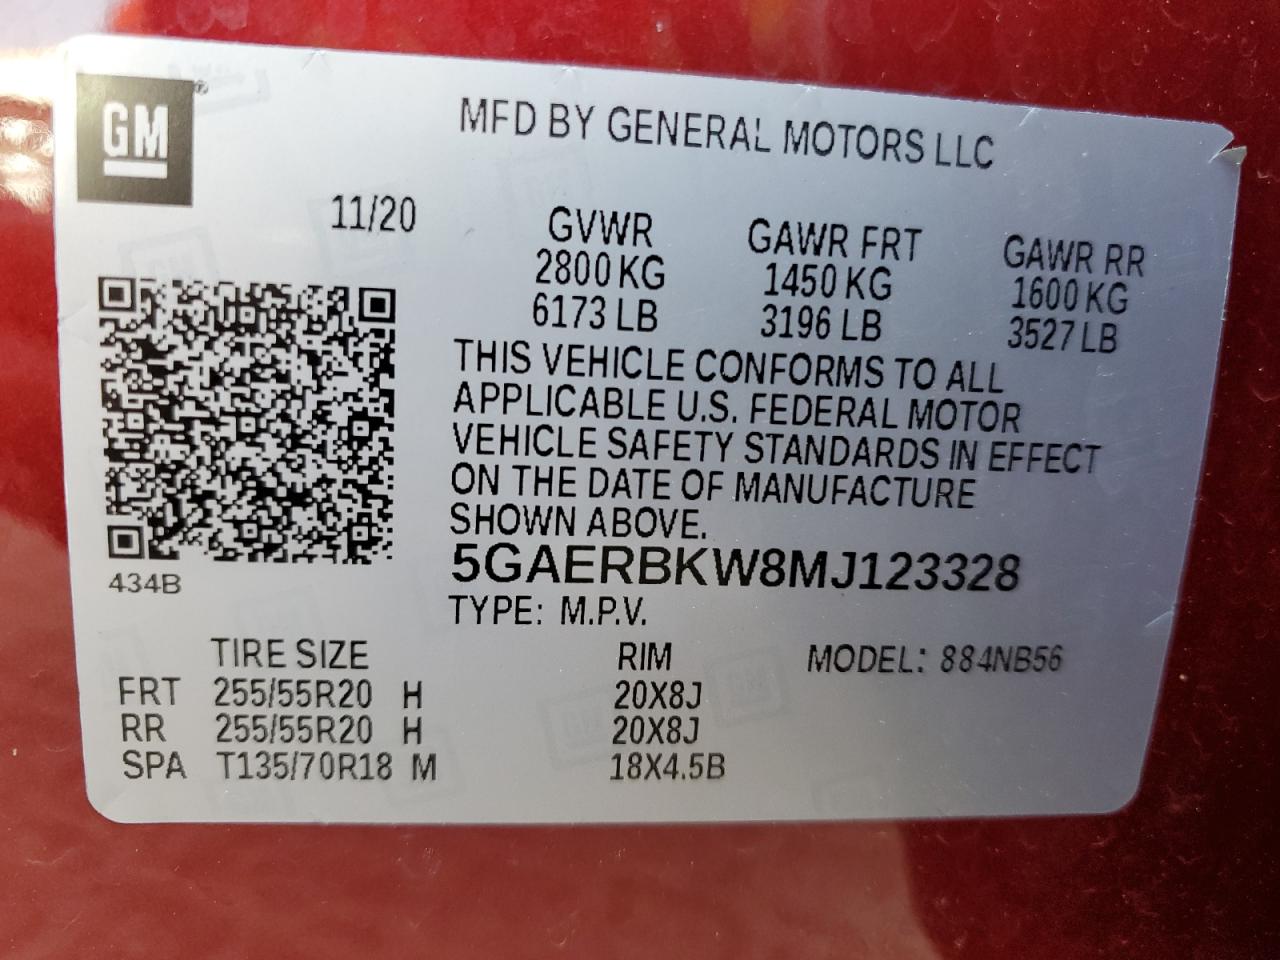 GM
MFD BY GENERAL MOTORS LLC
11/20
GVWR
2800 KG
6173 LB
GAWR FRT
1450 KG
3196 LB
GAWR RR
1600 KG
3527 LB
THIS VEHICLE CONFORMS TO ALL
APPLICABLE U.S. FEDERAL MOTOR
VEHICLE SAFETY STANDARDS IN EFFECT
ON THE DATE OF MANUFACTURE
SHOWN ABOVE.
5GAERBKW8MJ123328
434B
TYPE: M.P.V.
TIRE SIZE RIM MODEL: 884NB56
FRT 255/55R20 H 20X8J
RR 255/55R20 H 20X8J
SPA T135/70R18 M 18X4.5B